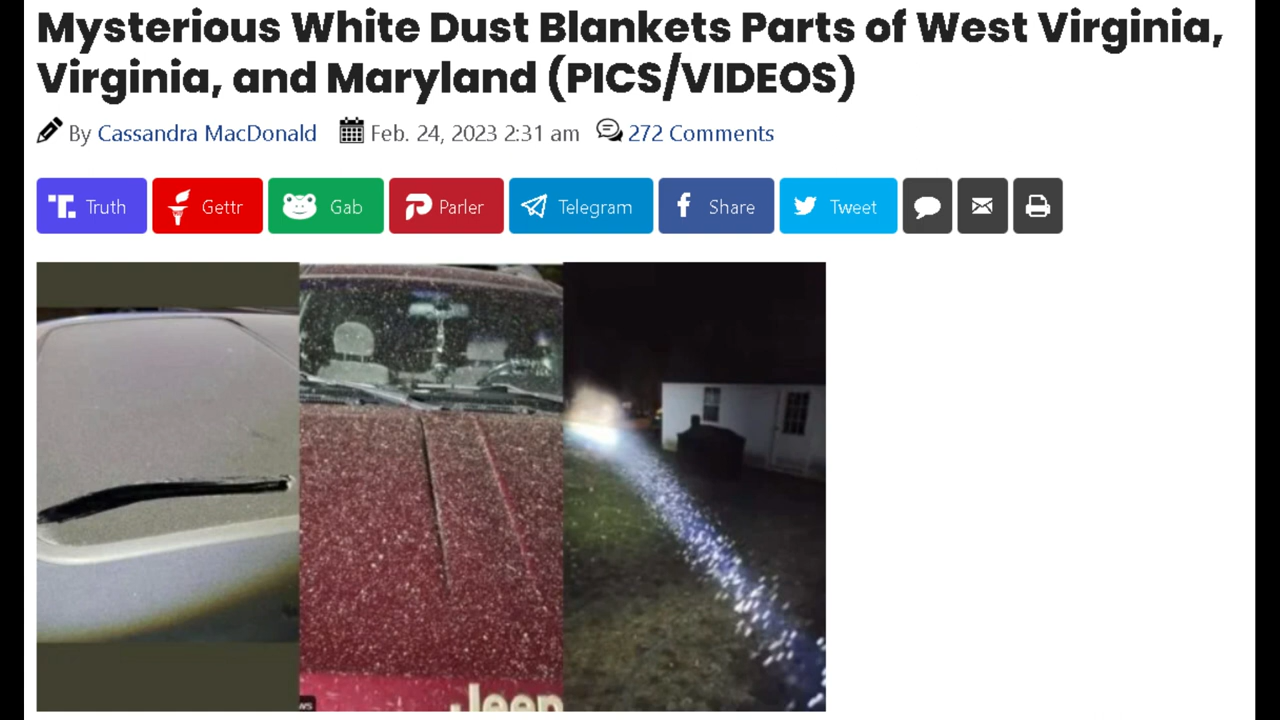 Mysterious White Dust Blankets Parts of West Virginia,
Virginia, and Maryland (PICS/VIDEOS)
By Cassandra MacDonald Feb. 24, 2023 2:31 am 272 Comments
Truth Gettr Gab Parler Telegram Share Tweet
Jeep